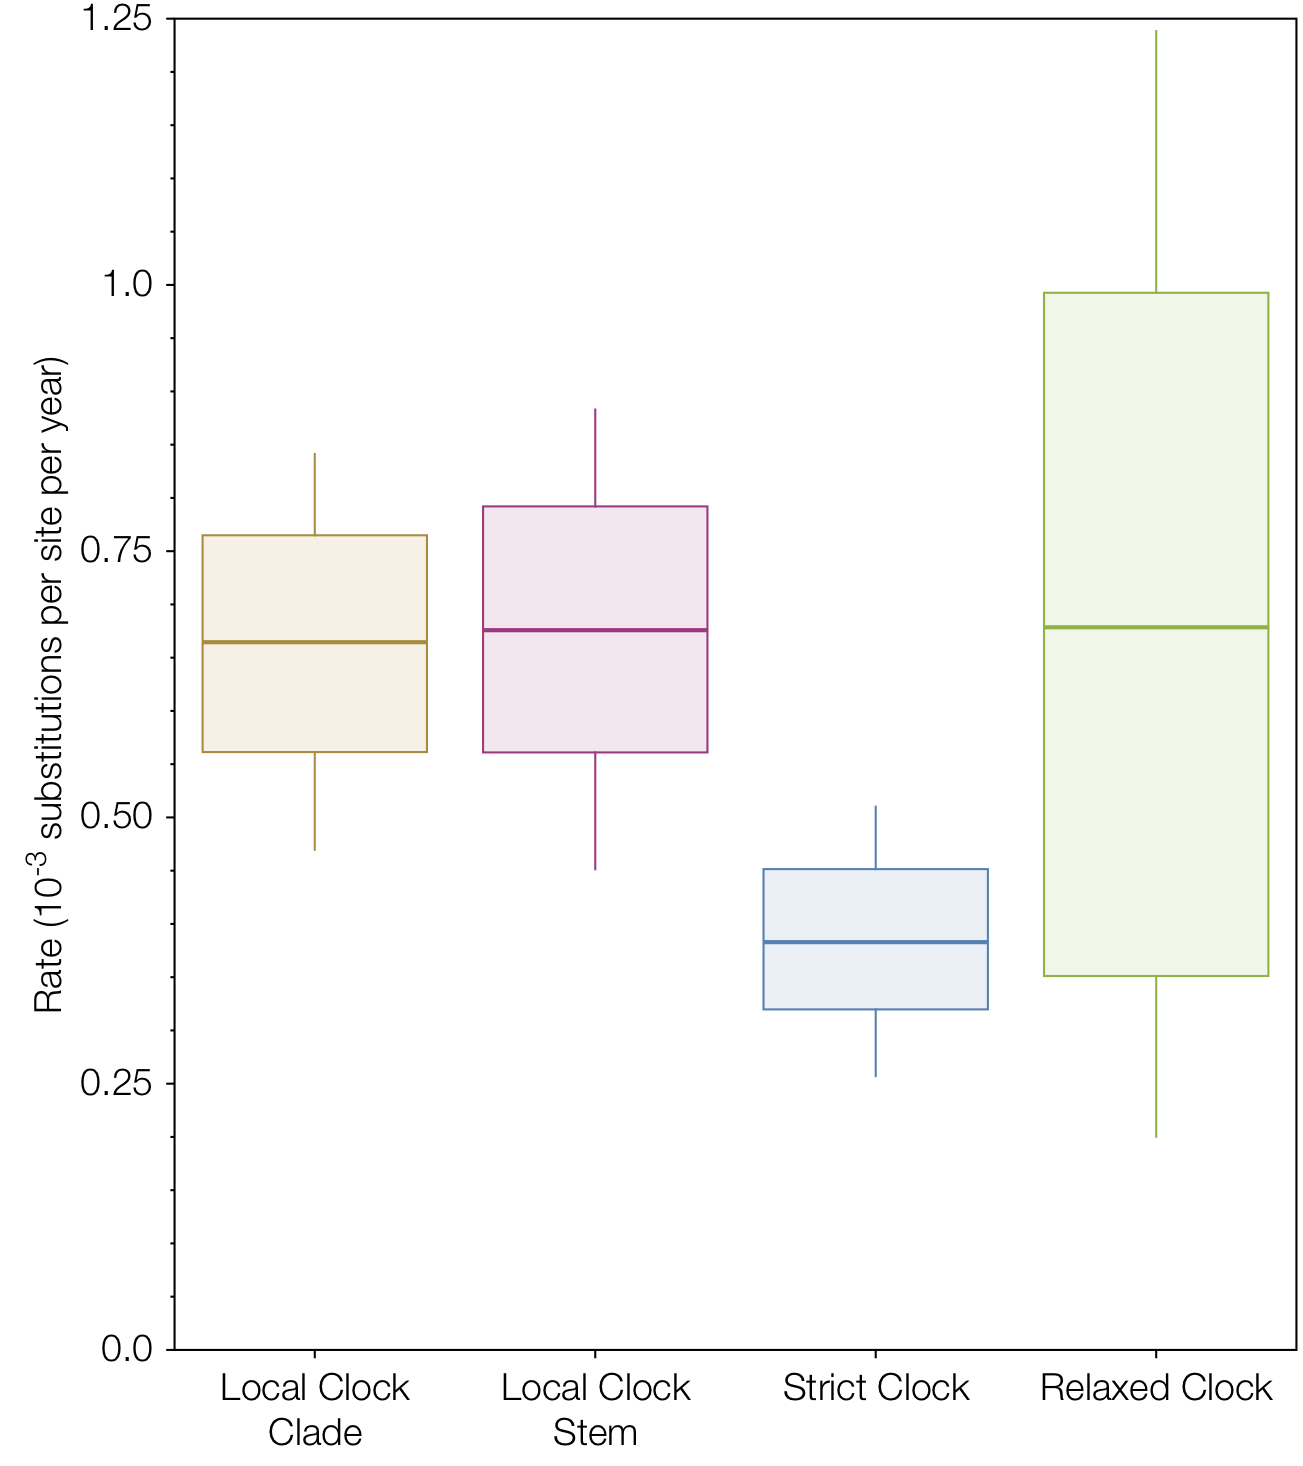 1.25
1.0
0.75
0.50
0.25
0.0
Rate (10-3 substitutions per site per year)
Local Clock
Clade
Local Clock
Stem
Strict Clock
Relaxed Clock